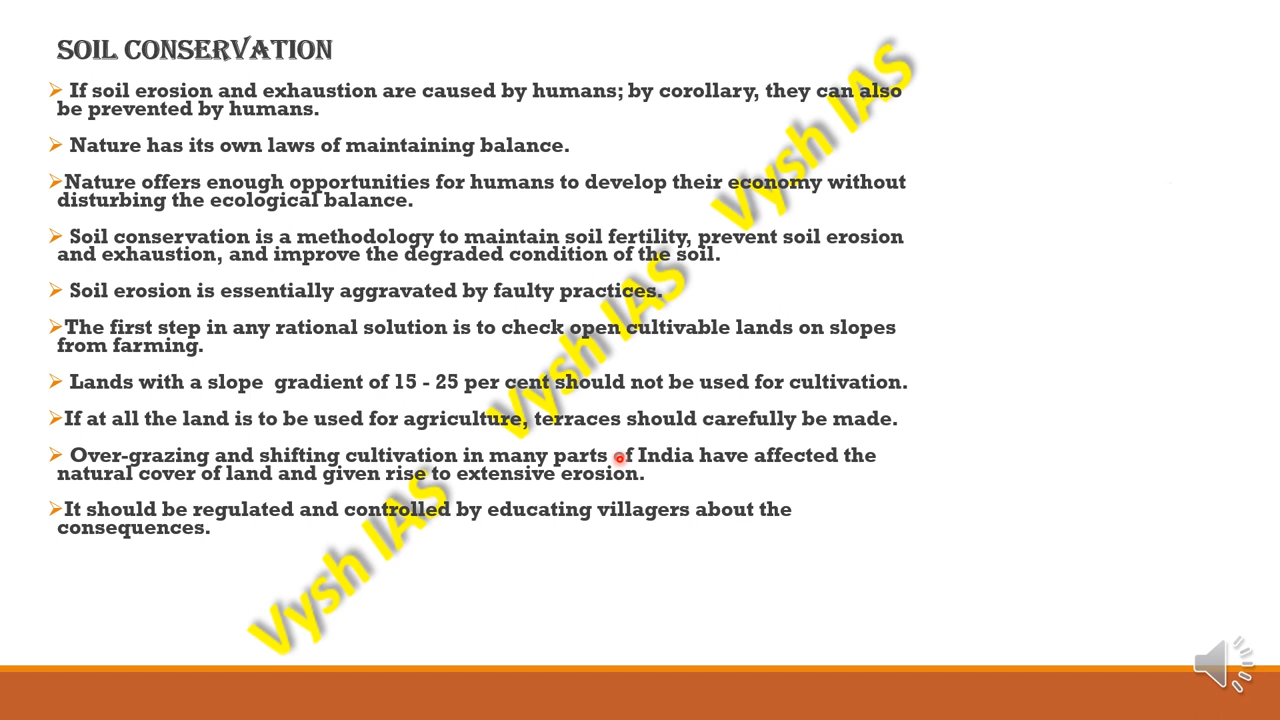 SOIL CONSERVATION
➢ If soil erosion and exhaustion are caused by humans; by corollary, they can also
be prevented by humans.
➢ Nature has its own laws of maintaining balance.
➢Nature offers enough opportunities for humans to develop their economy without
disturbing the ecological balance.
➢ Soil conservation is a methodology to maintain soil fertility, prevent soil erosion
and exhaustion, and improve the degraded condition of the soil.
➢ Soil erosion is essentially aggravated by faulty practices.
➢The first step in any rational solution is to check open cultivable lands on slopes
from farming.
➢ Lands with a slope  gradient of 15 - 25 per cent should not be used for cultivation.
➢If at all the land is to be used for agriculture, terraces should carefully be made.
➢ Over-grazing and shifting cultivation in many parts of India have affected the
natural cover of land and given rise to extensive erosion.
➢It should be regulated and controlled by educating villagers about the
consequences.
Vysh IAS
Vysh IAS
Vysh IAS